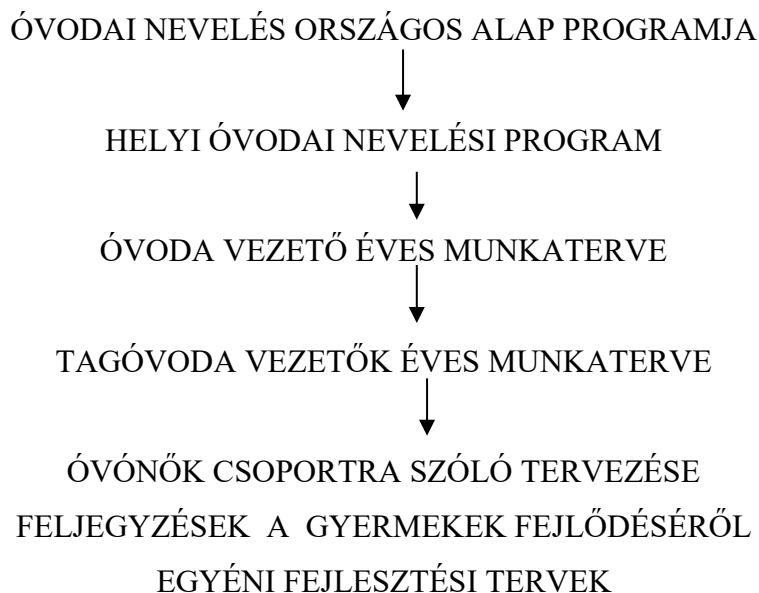 ÓVODAI NEVELÉS ORSZÁGOS ALAP PROGRAMJA
HELYI ÓVODAI NEVELÉSI PROGRAM
ÓVODA VEZETŐ ÉVES MUNKATERVE
TAGÓVODA VEZETŐK ÉVES MUNKATERVE
ÓVÓNŐK CSOPORTRA SZÓLÓ TERVEZÉSE
FELJEGYZÉSEK A GYERMEKEK FEJLŐDÉSÉRŐL
EGYÉNI FEJLESZTÉSI TERVEK